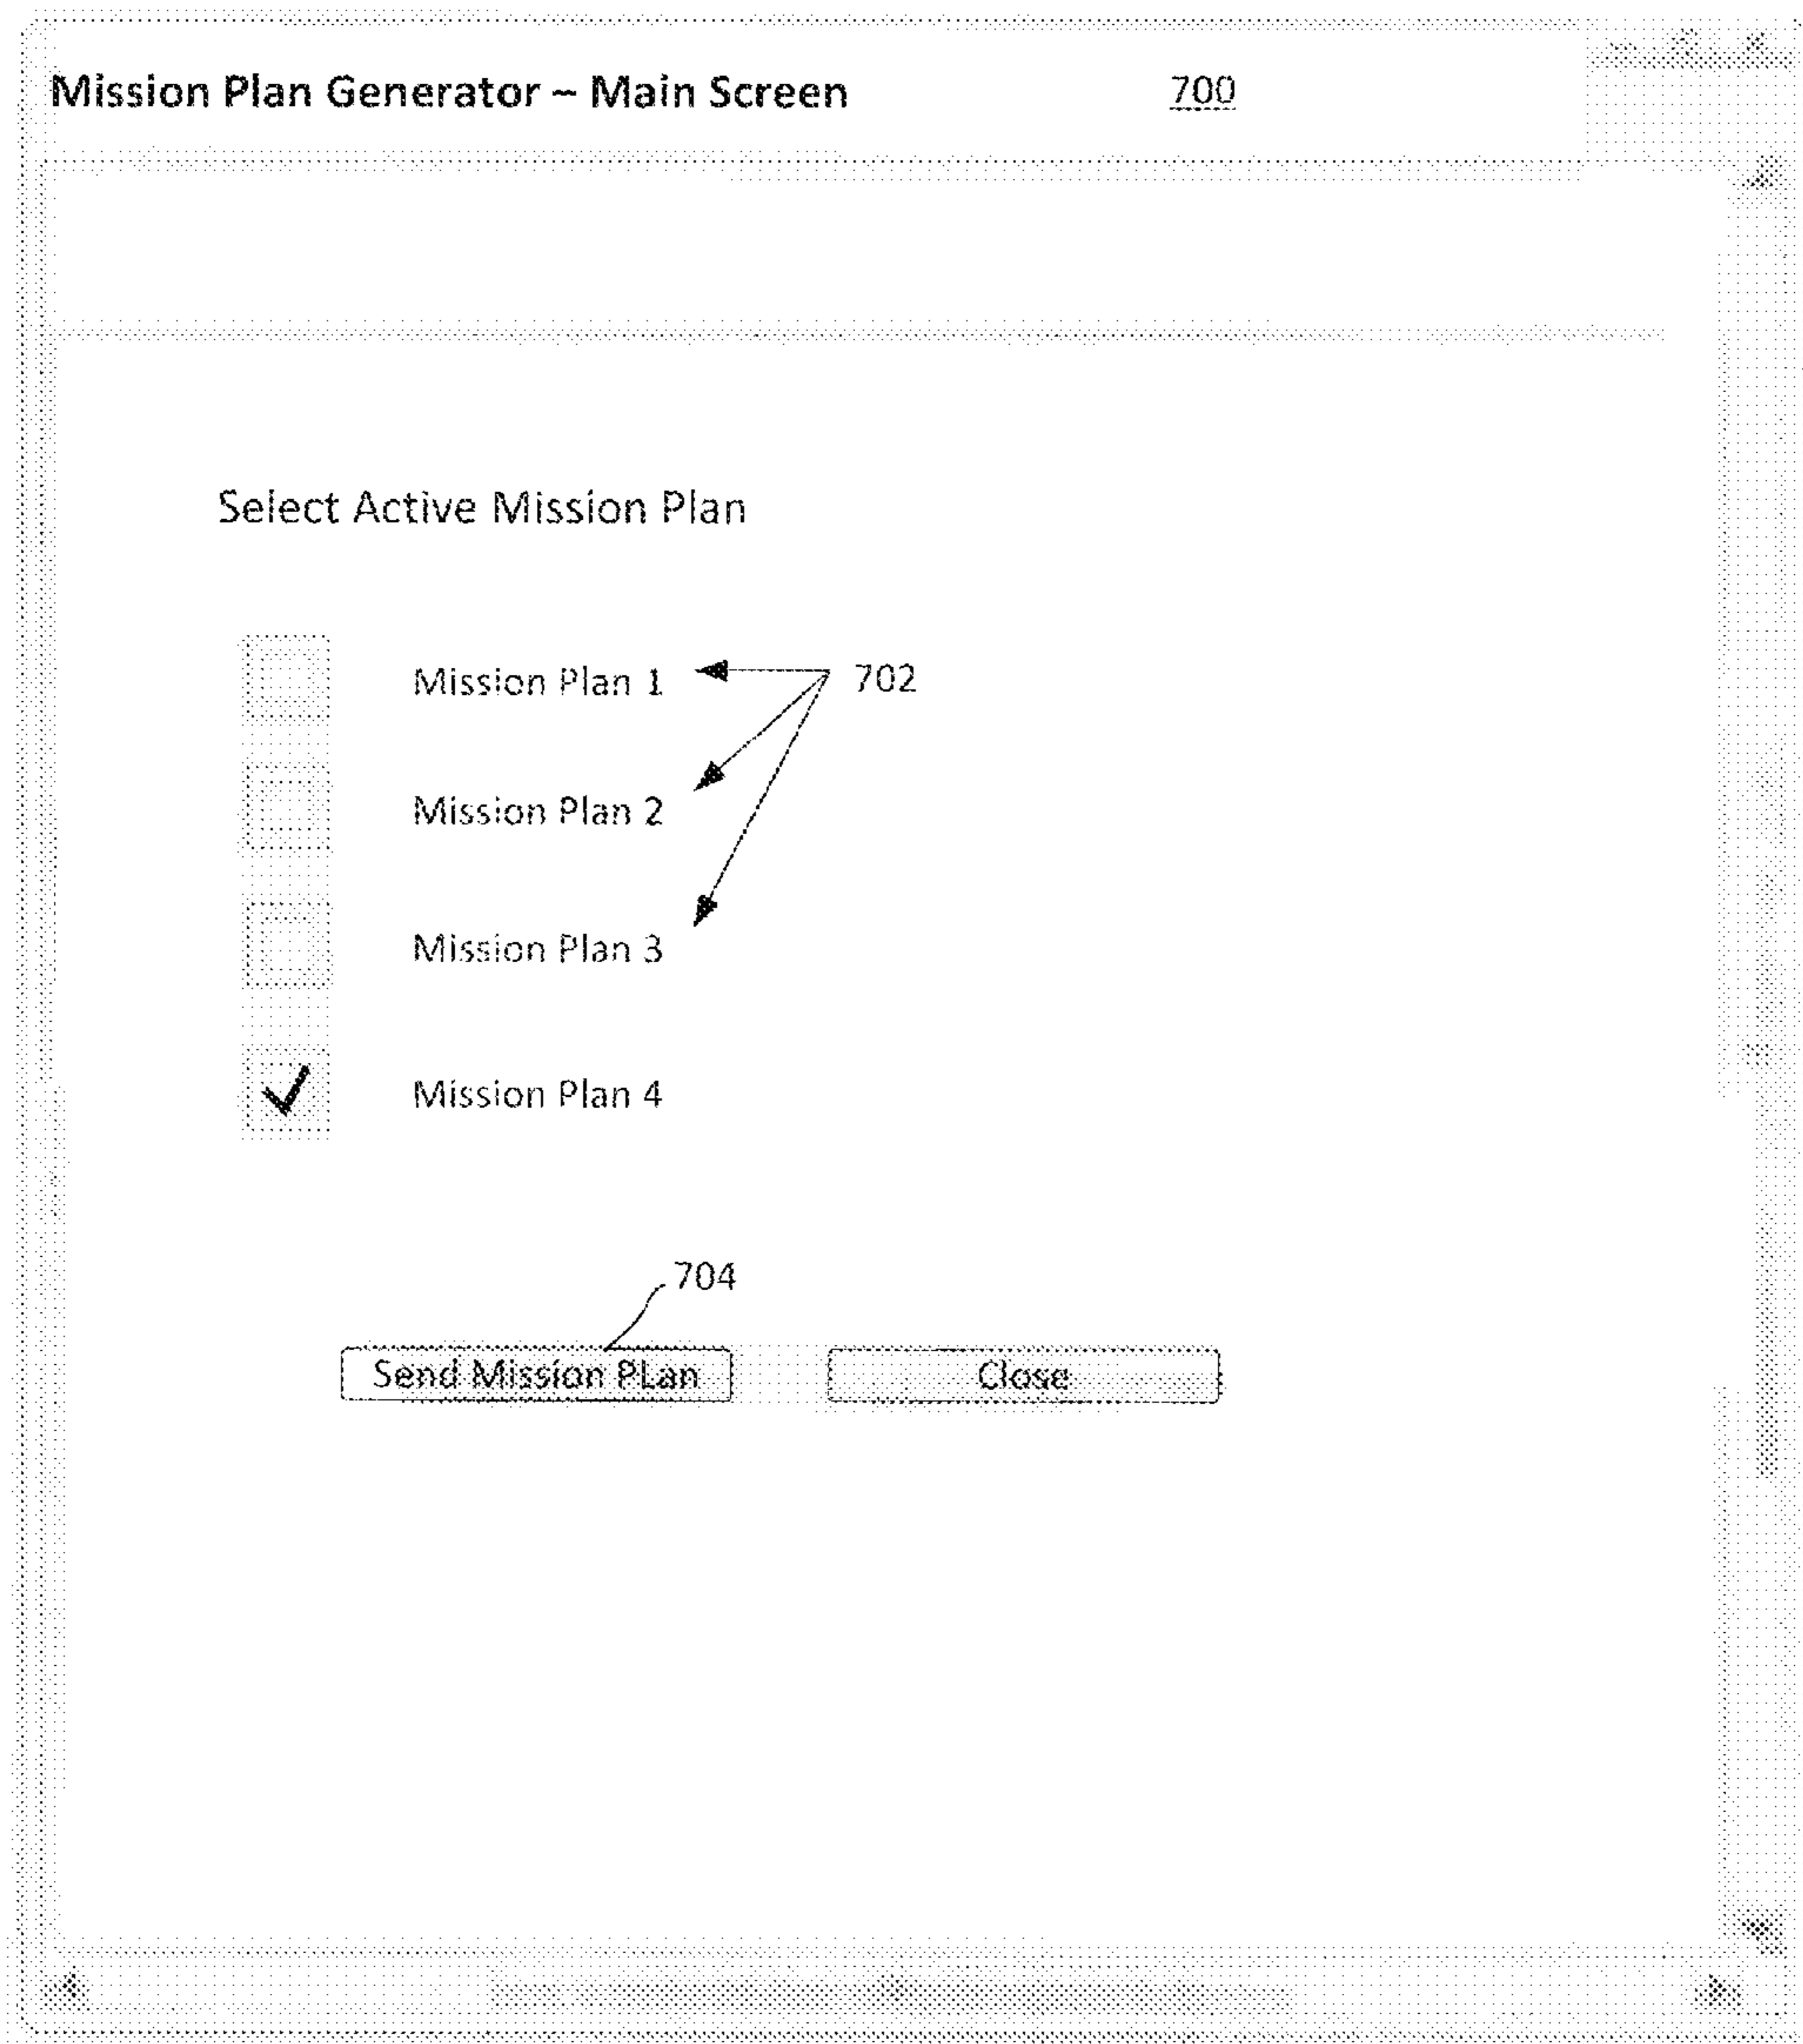 Mission Plan Generator – Main Screen 700
Select Active Mission Plan
Mission Plan 1 702
Mission Plan 2
Mission Plan 3
Mission Plan 4
704
Send Mission PLan Close